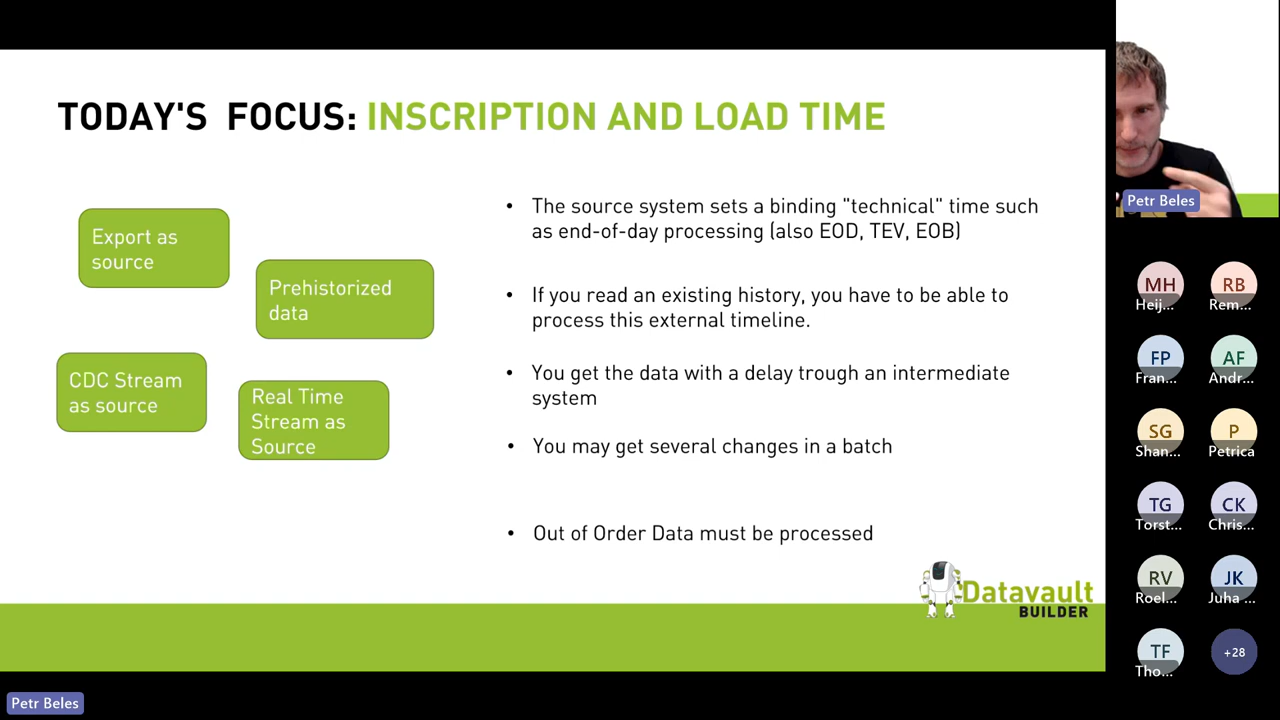 TODAY'S FOCUS: INSCRIPTION AND LOAD TIME
Export as
source
Prehistorized
data
CDC Stream
as source
Real Time
Stream as
Source
• The source system sets a binding "technical" time such
as end-of-day processing (also EOD, TEV, EOB)
• If you read an existing history, you have to be able to
process this external timeline.
• You get the data with a delay trough an intermediate
system
• You may get several changes in a batch
• Out of Order Data must be processed
Datavault
BUILDER
Petr Beles
MH
Heij...
RB
Rem...
FP
Fran...
AF
Andr...
SG
Shan...
P
Petrica
TG
Torst...
CK
Chris...
RV
Roel...
JK
Juha ...
TF
Tho...
+28
Petr Beles